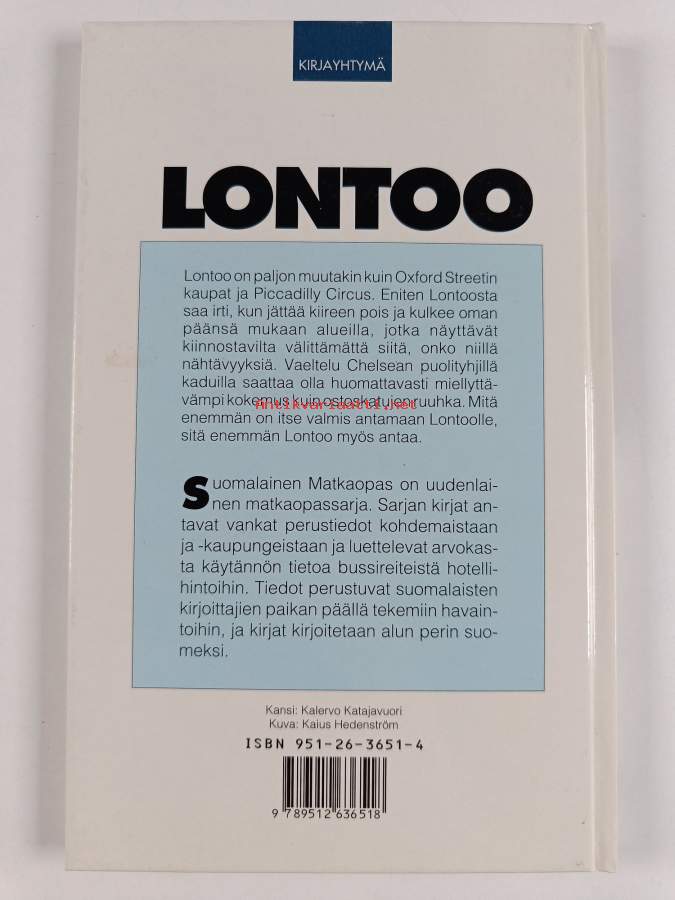 KIRJAYHTYMÄ
LONTOO
Lontoo on paljon muutakin kuin Oxford Streetin
kaupat ja Piccadilly Circus. Eniten Lontoosta
saa irti, kun jättää kiireen pois ja kulkee oman
päänsä mukaan alueilla, jotka näyttävät
kiinnostavilta välittämättä siitä, onko niillä
nähtävyyksiä. Vaeltelu Chelsean puolityhjillä
kaduilla saattaa olla huomattavasti miellyttä-
vämpi kokemus kuin ostoskatujen ruuhka. Mitä
Antikvariaatti.net
enemmän on itse valmis antamaan Lontoolle,
sitä enemmän Lontoo myös antaa.
Suomalainen Matkaopas on uudenlai-
nen matkaopassarja. Sarjan kirjat an-
tavat vankat perustiedot kohdemaistaan
ja -kaupungeistaan ja luettelevat arvokas-
ta käytännön tietoa bussireiteistä hotelli-
hintoihin. Tiedot perustuvat suomalaisten
kirjoittajien paikan päällä tekemiin havain-
toihin, ja kirjat kirjoitetaan alun perin suo-
meksi.
Kansi: Kalervo Katajavuori
Kuva: Kaius Hedenström
ISBN 951-26-3651-4
9 789512 636518